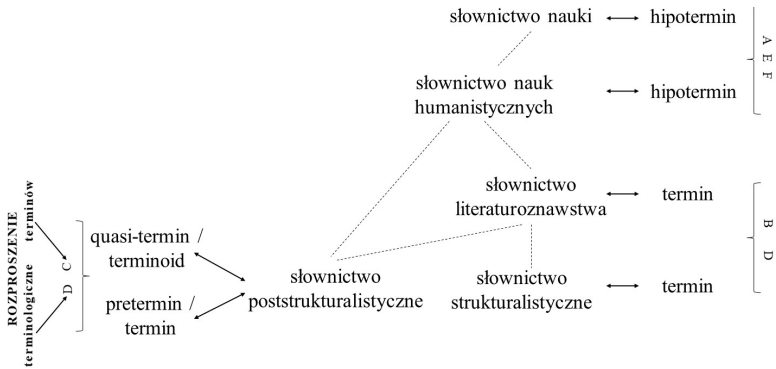 słownictwo nauki
hipotermin
słownictwo nauk
humanistycznych
hipotermin
A E F
słownictwo
literaturoznawstwa
termin
słownictwo
strukturalistyczne
termin
B D
słownictwo
poststrukturalistyczne
quasi-termin /
terminoid
pretermin /
termin
C
D
ROZPROSZENIE
terminologiczne
terminów